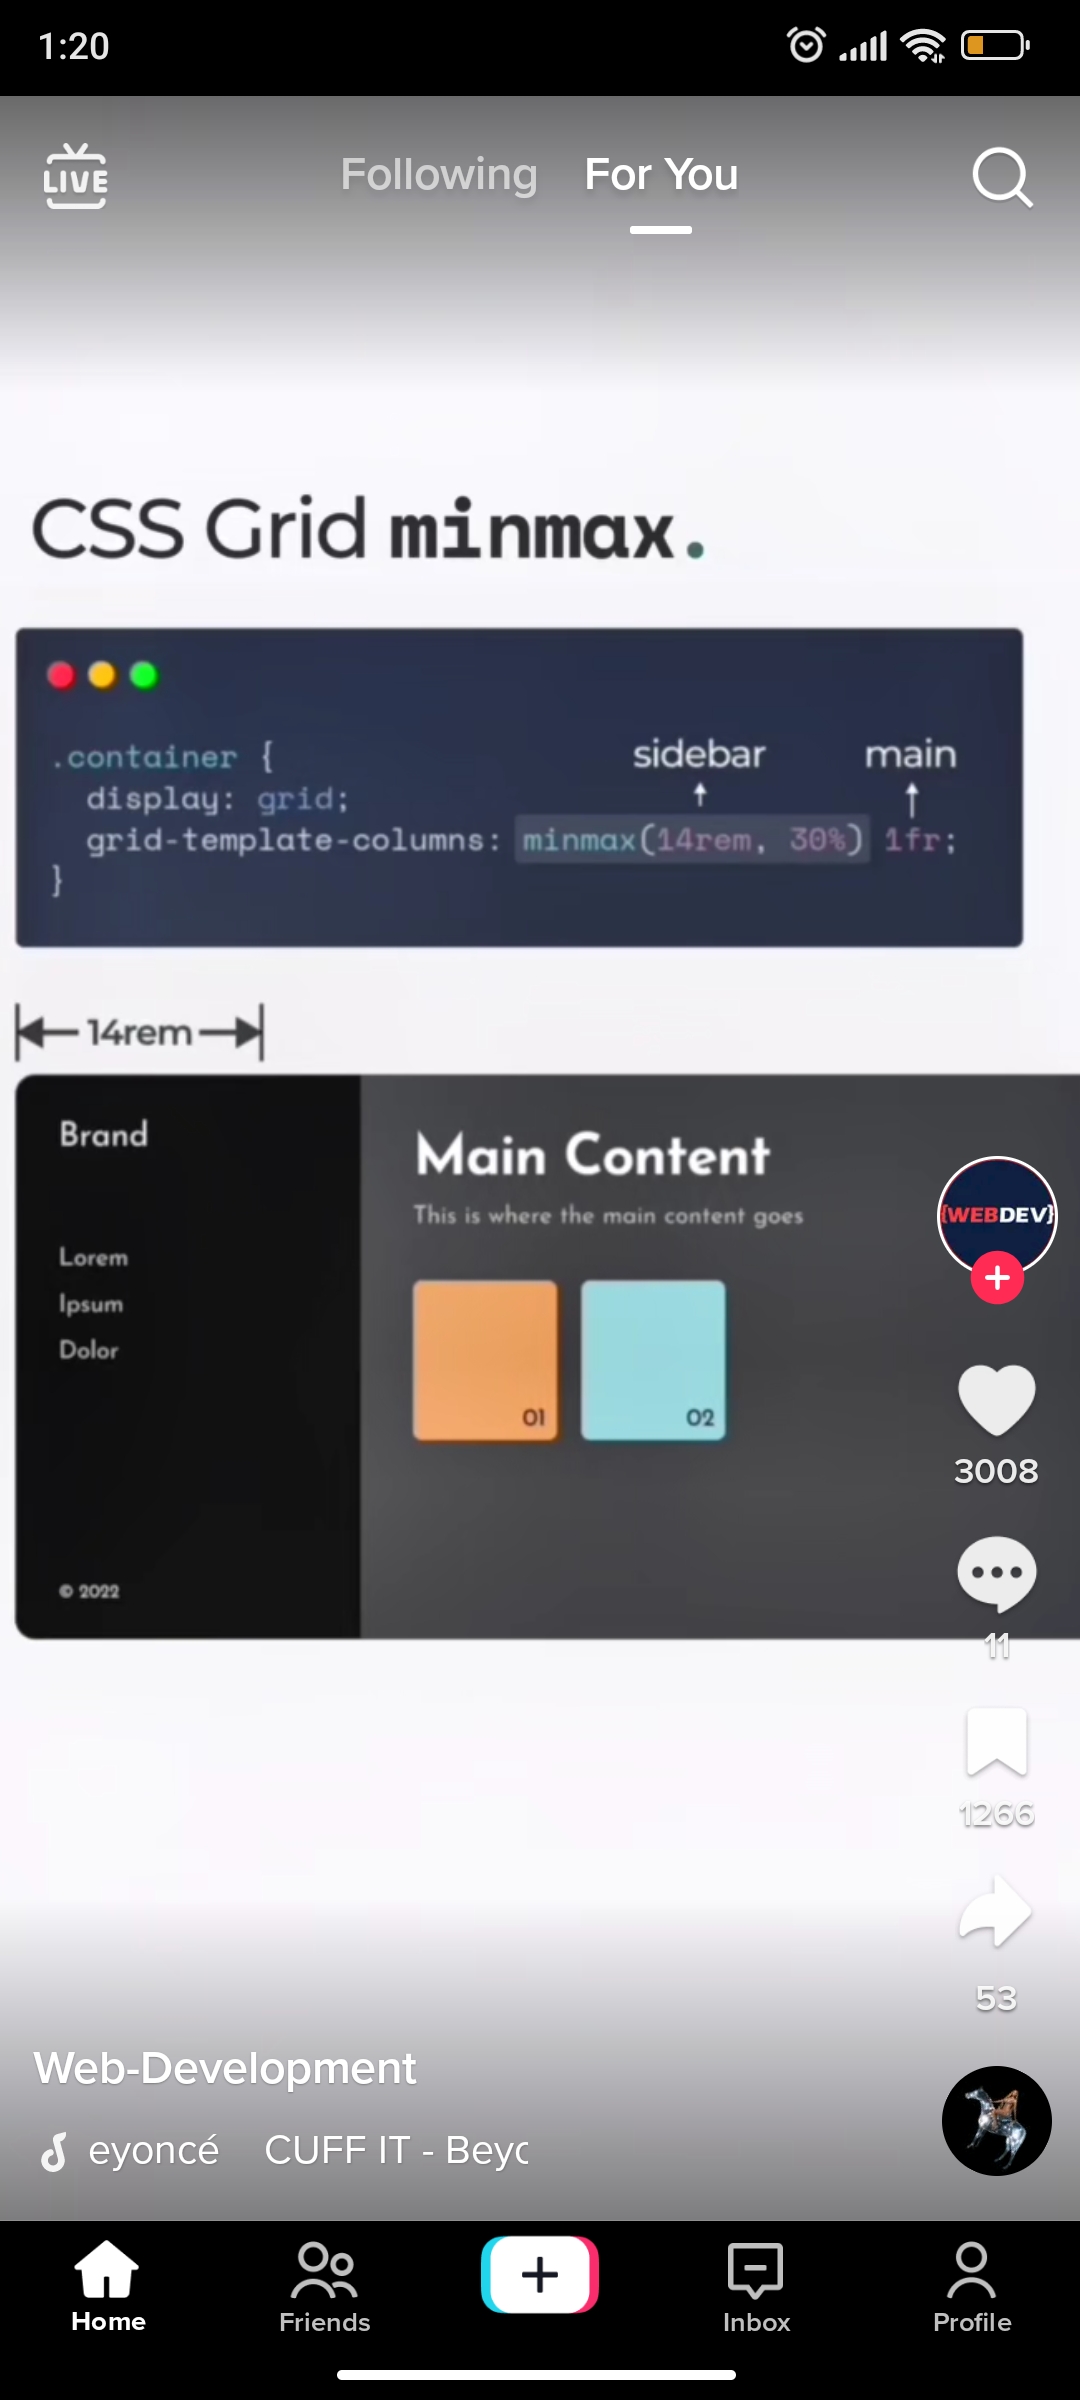 1:20
LIVE
Following For You
CSS Grid minmax.
.container {
sidebar main
display: grid;
grid-template-columns: minmax(14rem, 30%) 1fr;
}
14rem
Brand
Main Content
This is where the main content goes
{WEBDEV}
Lorem
Ipsum
Dolor
01
02
3008
© 2022
11
1266
53
Web-Development
eyoncé CUFF IT - Beyc
Home
Friends
Inbox
Profile